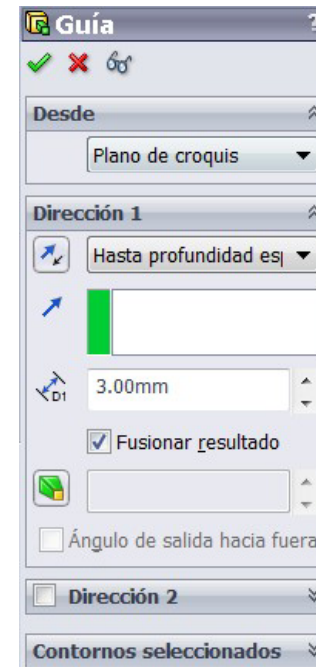 Guía
Desde
Plano de croquis
Dirección 1
Hasta profundidad es
D1
3.00mm
Fusionar resultado
Ángulo de salida hacia fuera
Dirección 2
Contornos seleccionados